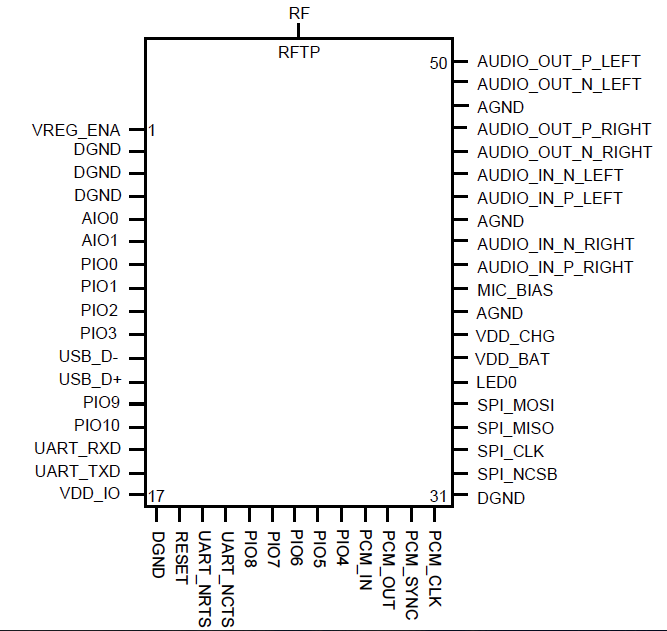 RF
RFTP
50
AUDIO_OUT_P_LEFT
AUDIO_OUT_N_LEFT
AGND
AUDIO_OUT_P_RIGHT
AUDIO_OUT_N_RIGHT
AUDIO_IN_N_LEFT
AUDIO_IN_P_LEFT
AGND
AUDIO_IN_N_RIGHT
AUDIO_IN_P_RIGHT
MIC_BIAS
AGND
VDD_CHG
VDD_BAT
LED0
SPI_MOSI
SPI_MISO
SPI_CLK
SPI_NCSB
31
DGND
VREG_ENA
1
DGND
DGND
DGND
AIO0
AIO1
PIO0
PIO1
PIO2
PIO3
USB_D-
USB_D+
PIO9
PIO10
UART_RXD
UART_TXD
VDD_IO
17
DGND
RESET
UART_NRTS
UART_NCTS
PIO8
PIO7
PIO6
PIO5
PIO4
PCM_IN
PCM_OUT
PCM_SYNC
PCM_CLK